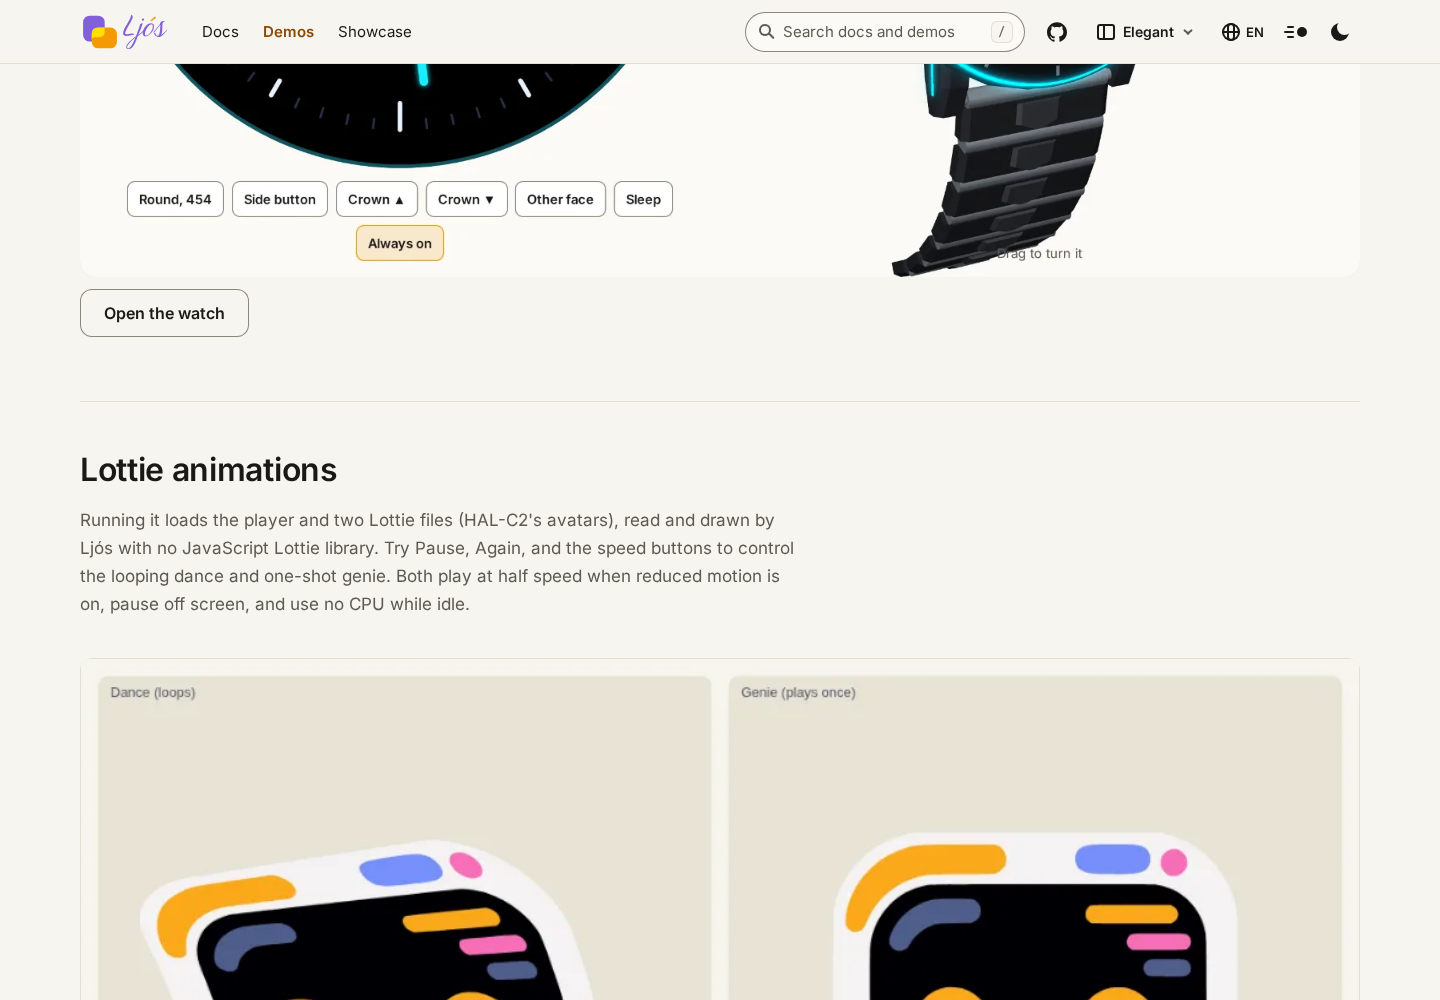 Ljós
Docs
Demos
Showcase
Search docs and demos
/
Elegant
EN
Round, 454
Side button
Crown ▲
Crown ▼
Other face
Sleep
Always on
Drag to turn it
Open the watch
Lottie animations
Running it loads the player and two Lottie files (HAL-C2's avatars), read and drawn by
Ljós with no JavaScript Lottie library. Try Pause, Again, and the speed buttons to control
the looping dance and one-shot genie. Both play at half speed when reduced motion is
on, pause off screen, and use no CPU while idle.
Dance (loops)
Genie (plays once)